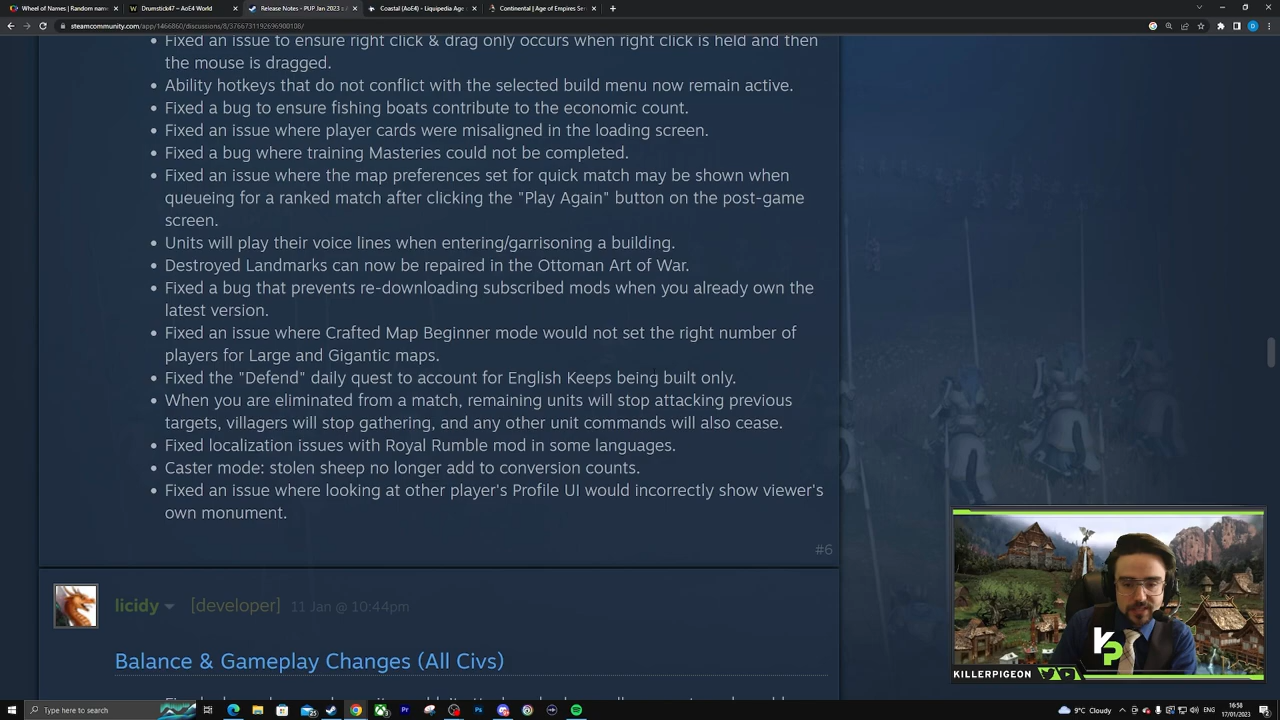 Wheel of Names | Random name
Drumstick47 – AoE4 World
Release Notes - PUP Jan 2023 s
Coastal (AoE4) - Liquipedia Age
Continental | Age of Empires Ser
steamcommunity.com/app/1466860/discussions/8/3766731192696900108/
Fixed an issue to ensure right click & drag only occurs when right click is held and then
the mouse is dragged.
Ability hotkeys that do not conflict with the selected build menu now remain active.
Fixed a bug to ensure fishing boats contribute to the economic count.
Fixed an issue where player cards were misaligned in the loading screen.
Fixed a bug where training Masteries could not be completed.
Fixed an issue where the map preferences set for quick match may be shown when
queueing for a ranked match after clicking the "Play Again" button on the post-game
screen.
Units will play their voice lines when entering/garrisoning a building.
Destroyed Landmarks can now be repaired in the Ottoman Art of War.
Fixed a bug that prevents re-downloading subscribed mods when you already own the
latest version.
Fixed an issue where Crafted Map Beginner mode would not set the right number of
players for Large and Gigantic maps.
Fixed the "Defend" daily quest to account for English Keeps being built only.
When you are eliminated from a match, remaining units will stop attacking previous
targets, villagers will stop gathering, and any other unit commands will also cease.
Fixed localization issues with Royal Rumble mod in some languages.
Caster mode: stolen sheep no longer add to conversion counts.
Fixed an issue where looking at other player's Profile UI would incorrectly show viewer's
own monument.
#6
licidy [developer] 11 Jan @ 10:44pm
Balance & Gameplay Changes (All Civs)
KP
KILLERPIGEON
Type here to search
9°C Cloudy
ENG
16:58
17/01/2023